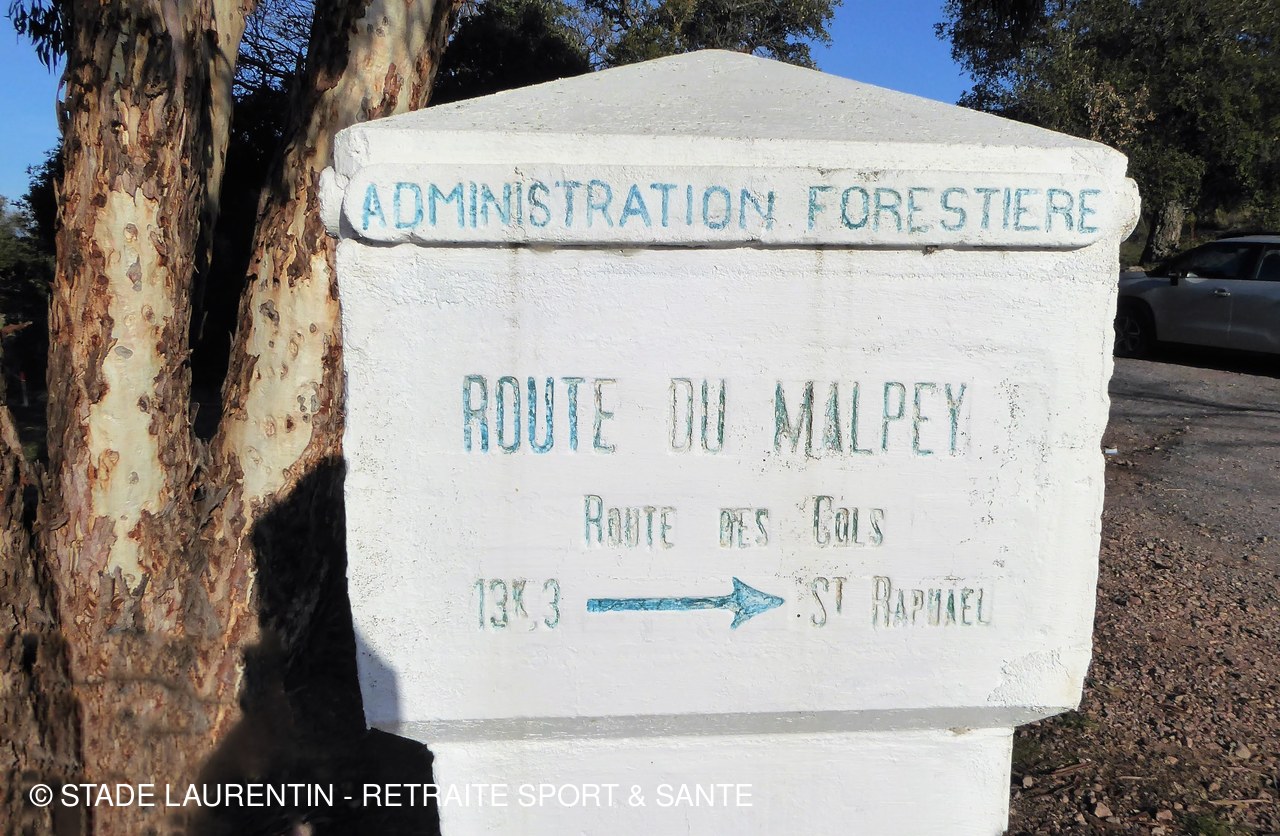 ADMINISTRATION FORESTIERE
ROUTE DU MALPEY
ROUTE DES COLS
13K,3 → ST RAPHAËL
© STADE LAURENTIN - RETRAITE SPORT & SANTE